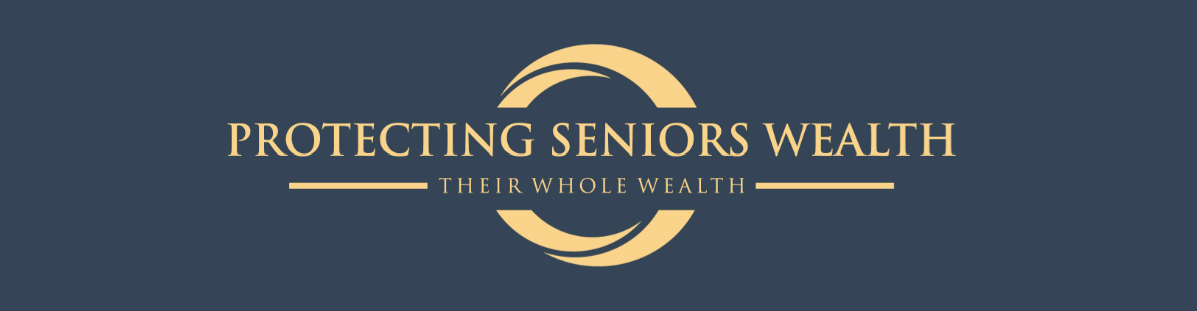 PROTECTING SENIORS WEALTH
THEIR WHOLE WEALTH